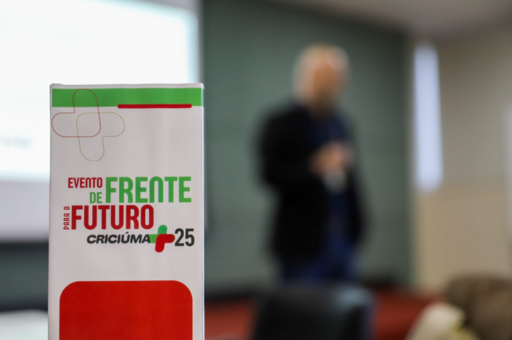 EVENTO
DE FRENTE
PARA O FUTURO
CRICIÚMA+25